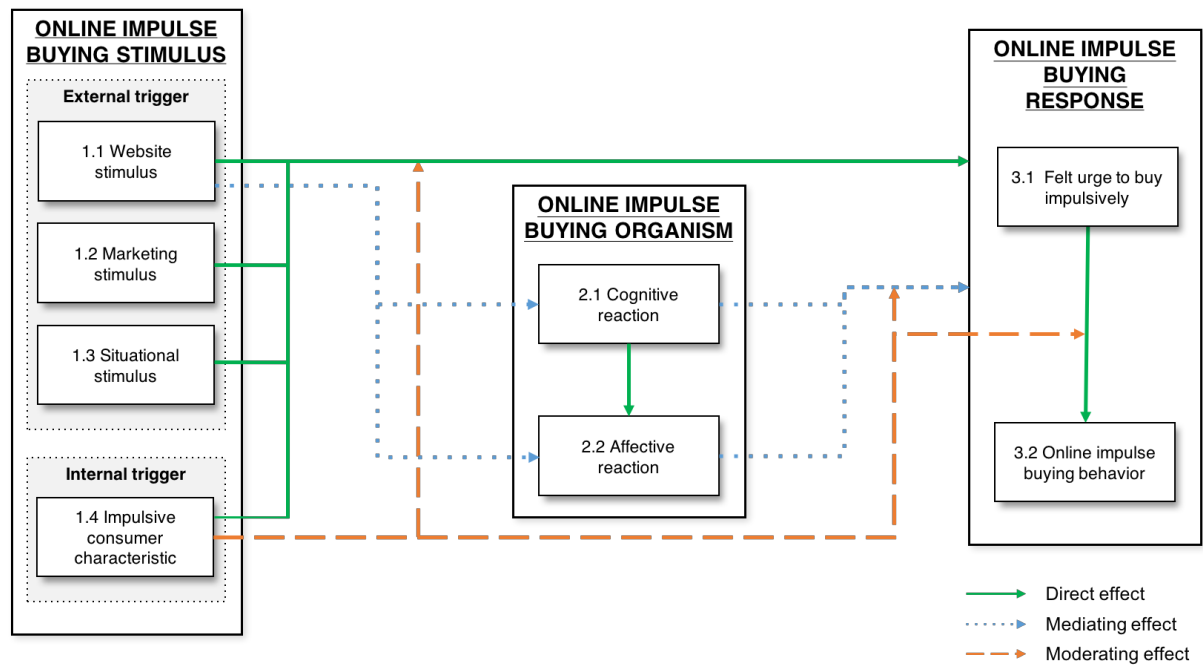 ONLINE IMPULSE
BUYING STIMULUS
External trigger
1.1 Website
stimulus
1.2 Marketing
stimulus
1.3 Situational
stimulus
Internal trigger
1.4 Impulsive
consumer
characteristic
ONLINE IMPULSE
BUYING ORGANISM
2.1 Cognitive
reaction
2.2 Affective
reaction
ONLINE IMPULSE
BUYING
RESPONSE
3.1 Felt urge to buy
impulsively
3.2 Online impulse
buying behavior
Direct effect
Mediating effect
Moderating effect